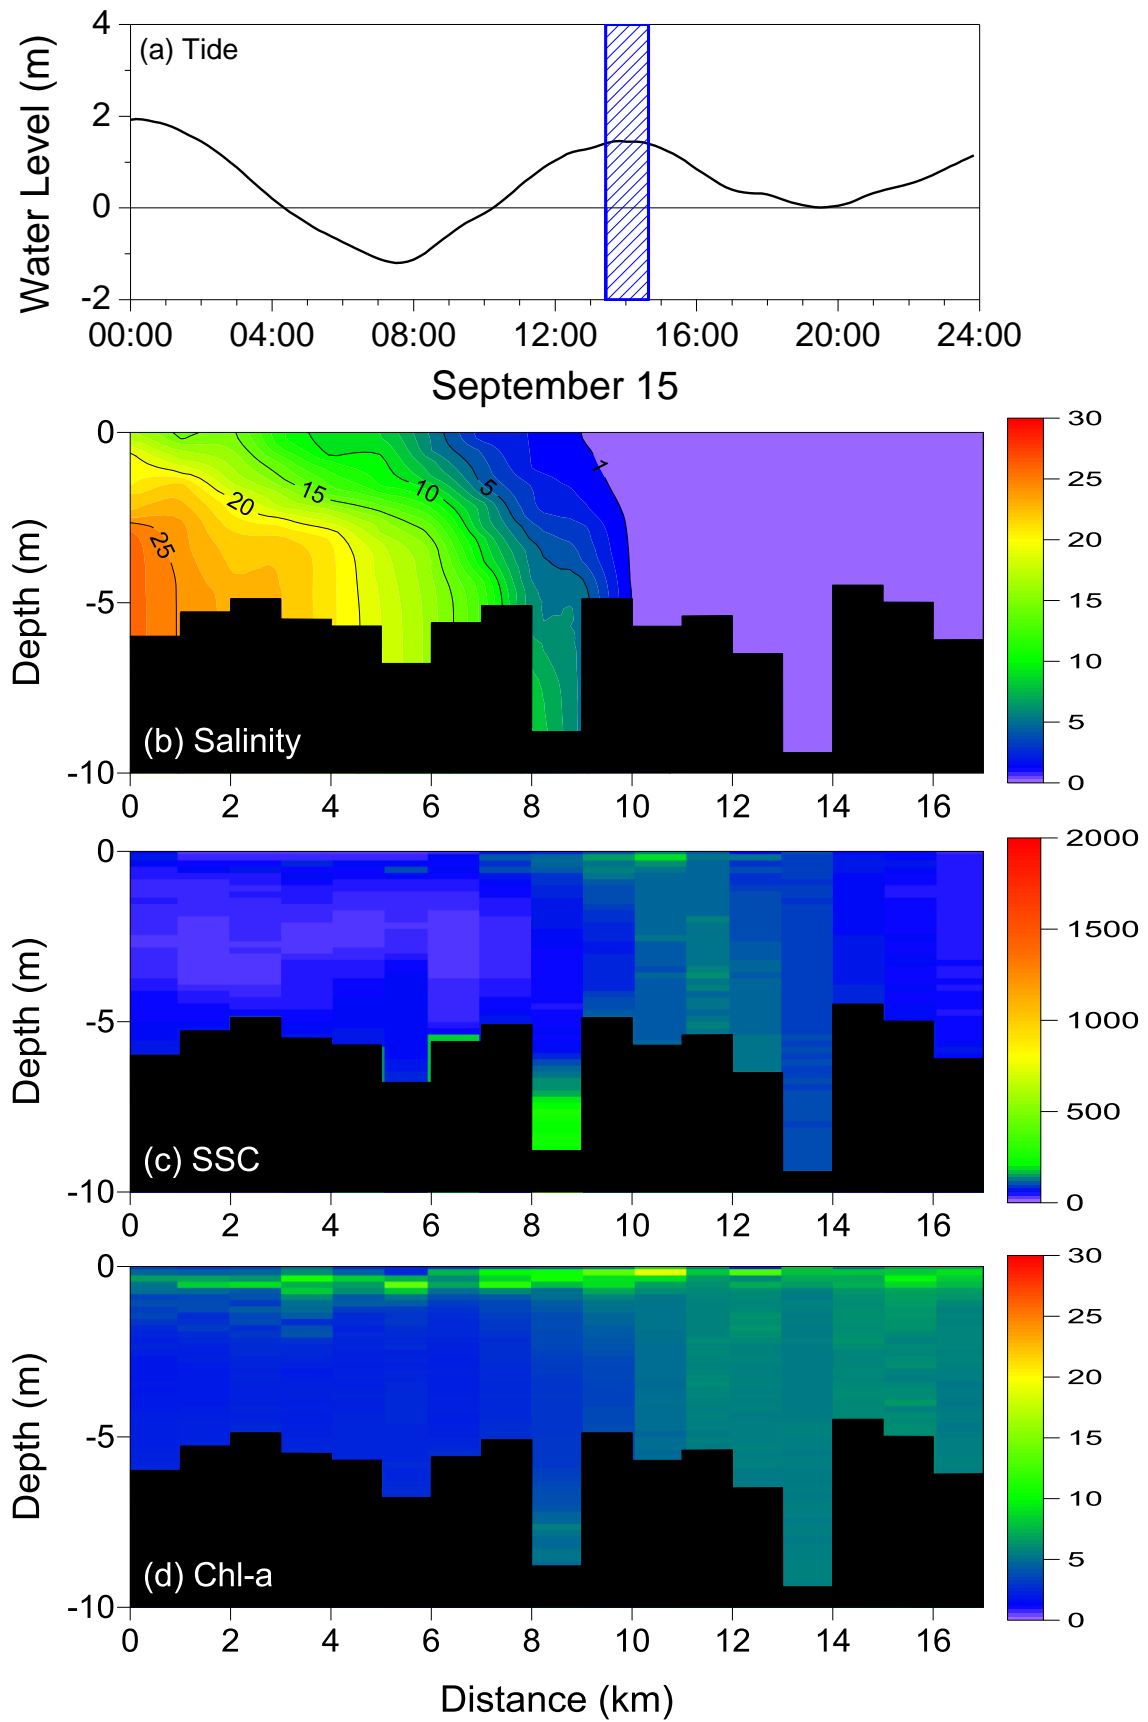 4
(a) Tide
2
0
-2
Water Level (m)
00:00 04:00 08:00 12:00 16:00 20:00 24:00
September 15
0
-5
-10
Depth (m)
25 20 15 10 5 1
(b) Salinity
0 2 4 6 8 10 12 14 16
30
25
20
15
10
5
0
0
-5
-10
Depth (m)
(c) SSC
0 2 4 6 8 10 12 14 16
2000
1500
1000
500
0
0
-5
-10
Depth (m)
(d) Chl-a
0 2 4 6 8 10 12 14 16
30
25
20
15
10
5
0
Distance (km)